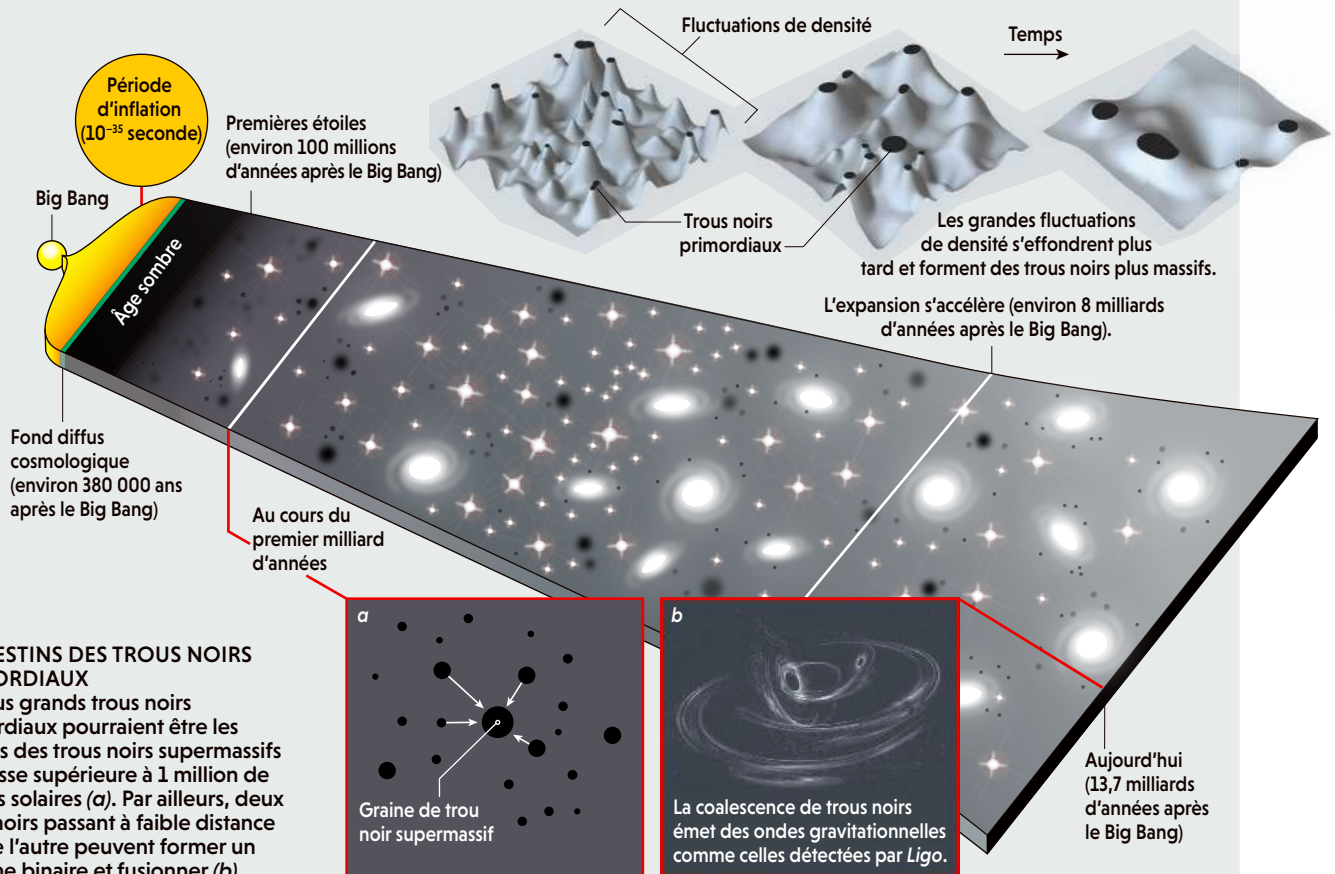 Fluctuations de densité
Temps
Période
d'inflation
(10⁻³⁵ seconde)
Premières étoiles
(environ 100 millions
d'années après le Big Bang)
Big Bang
Âge sombre
Trous noirs
primordiaux
Les grandes fluctuations
de densité s'effondrent plus
tard et forment des trous noirs plus massifs.
L'expansion s'accélère (environ 8 milliards
d'années après le Big Bang).
Fond diffus
cosmologique
(environ 380 000 ans
après le Big Bang)
Au cours du
premier milliard
d'années
DES TROUS NOIRS
grands trous noirs
pourraient être les
des trous noirs supermassifs
supérieure à 1 million de
solaires (a). Par ailleurs, deux
passant à faible distance
l'autre peuvent former un
binaire et fusionner (b).
a
Graine de trou
noir supermassif
b
La coalescence de trous noirs
émet des ondes gravitationnelles
comme celles détectées par Ligo.
Aujourd'hui
(13,7 milliards
d'années après
le Big Bang)